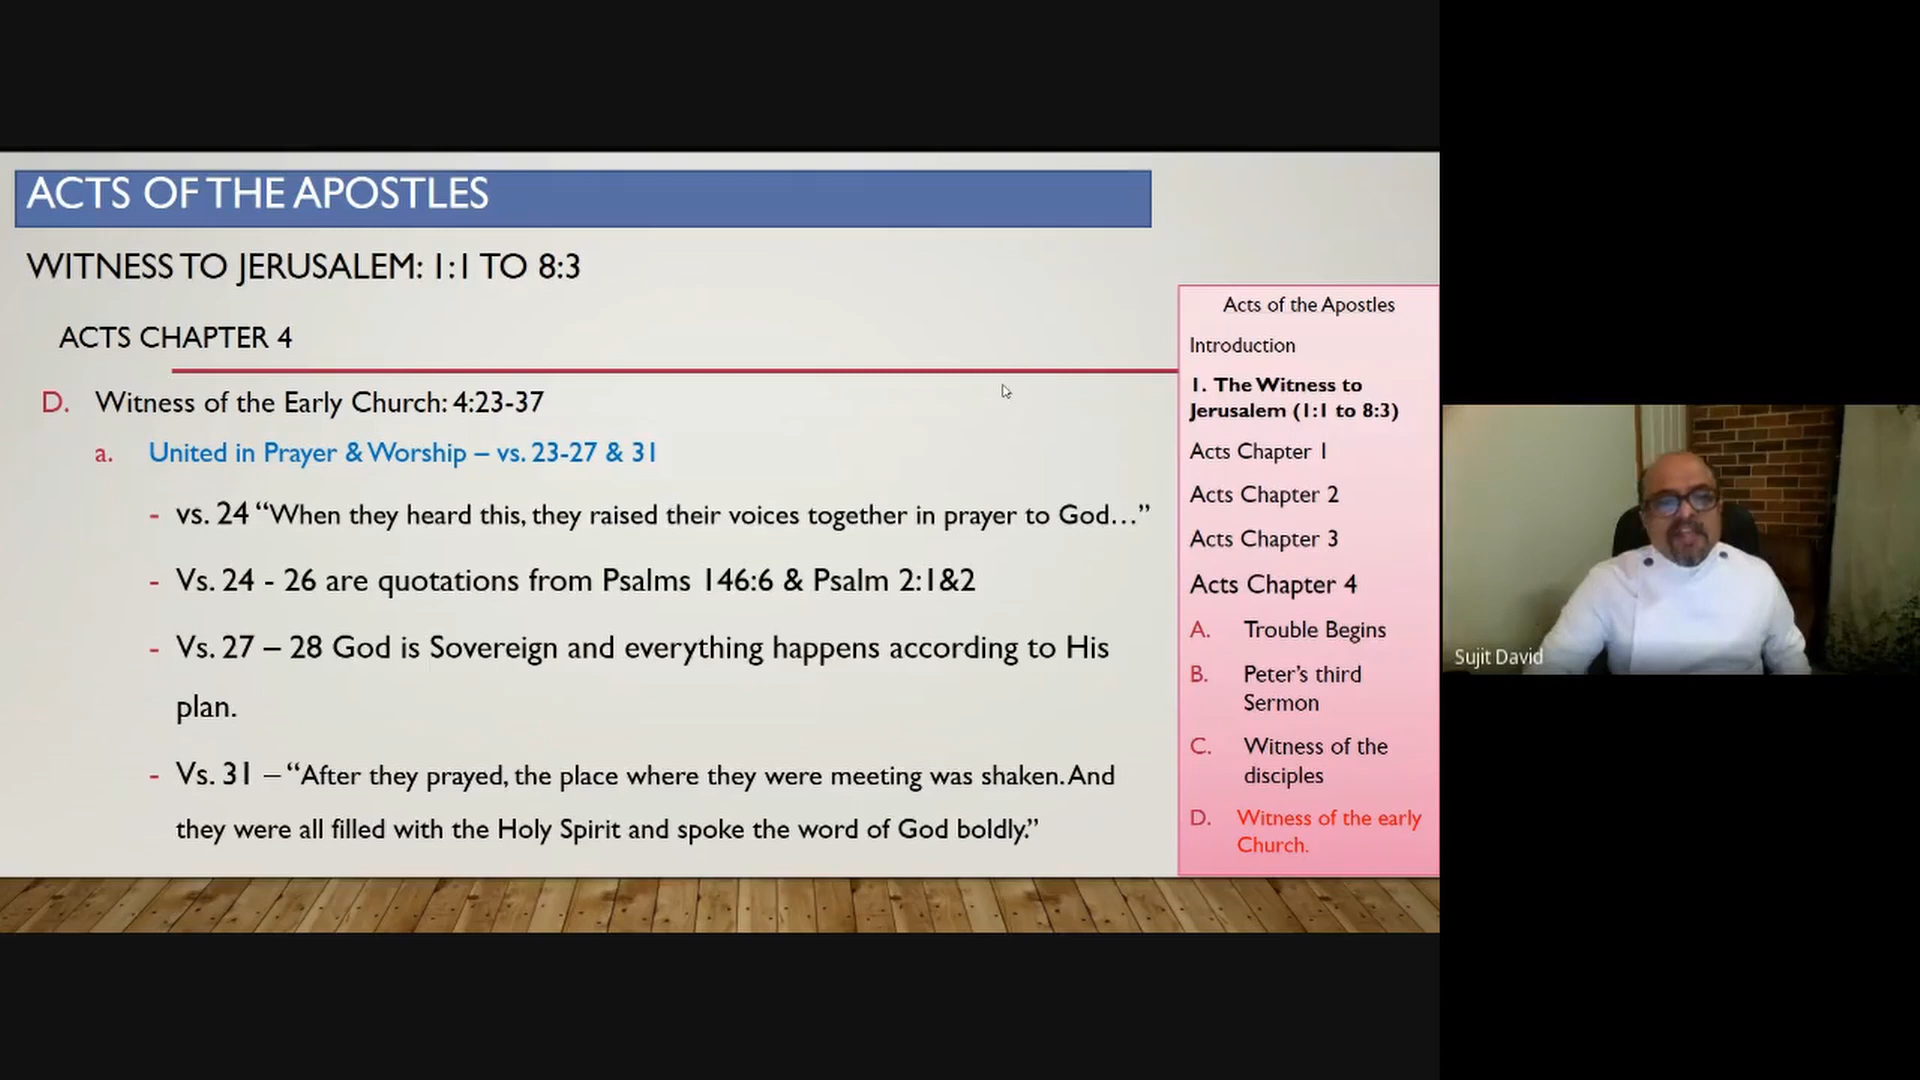 ACTS OF THE APOSTLES
WITNESS TO JERUSALEM: 1:1 TO 8:3
ACTS CHAPTER 4
D. Witness of the Early Church: 4:23-37
a. United in Prayer & Worship – vs. 23-27 & 31
- vs. 24 “When they heard this, they raised their voices together in prayer to God…”
- Vs. 24 - 26 are quotations from Psalms 146:6 & Psalm 2:1&2
- Vs. 27 – 28 God is Sovereign and everything happens according to His
plan.
- Vs. 31 – “After they prayed, the place where they were meeting was shaken. And
they were all filled with the Holy Spirit and spoke the word of God boldly.”
Acts of the Apostles
Introduction
1. The Witness to
Jerusalem (1:1 to 8:3)
Acts Chapter 1
Acts Chapter 2
Acts Chapter 3
Acts Chapter 4
A. Trouble Begins
B. Peter’s third
Sermon
C. Witness of the
disciples
D. Witness of the early
Church.
Sujit David